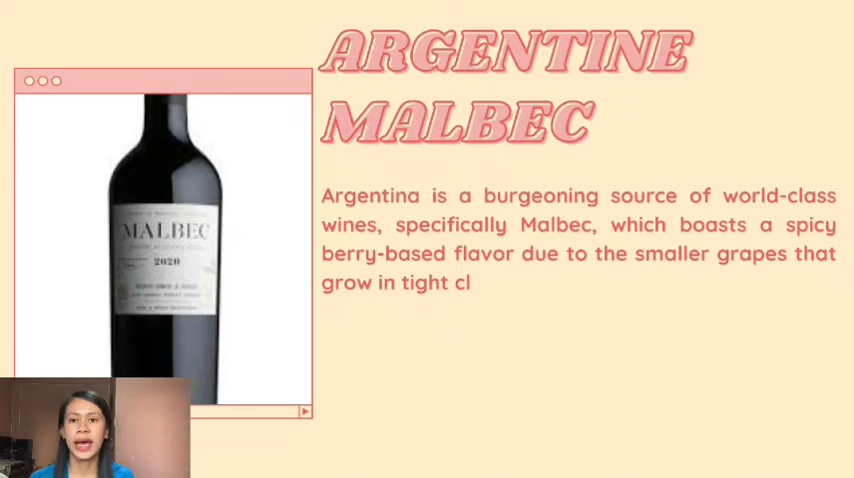 ARGENTINE
MALBEC
Argentina is a burgeoning source of world-class
wines, specifically Malbec, which boasts a spicy
berry-based flavor due to the smaller grapes that
grow in tight cl
MALBEC
2020